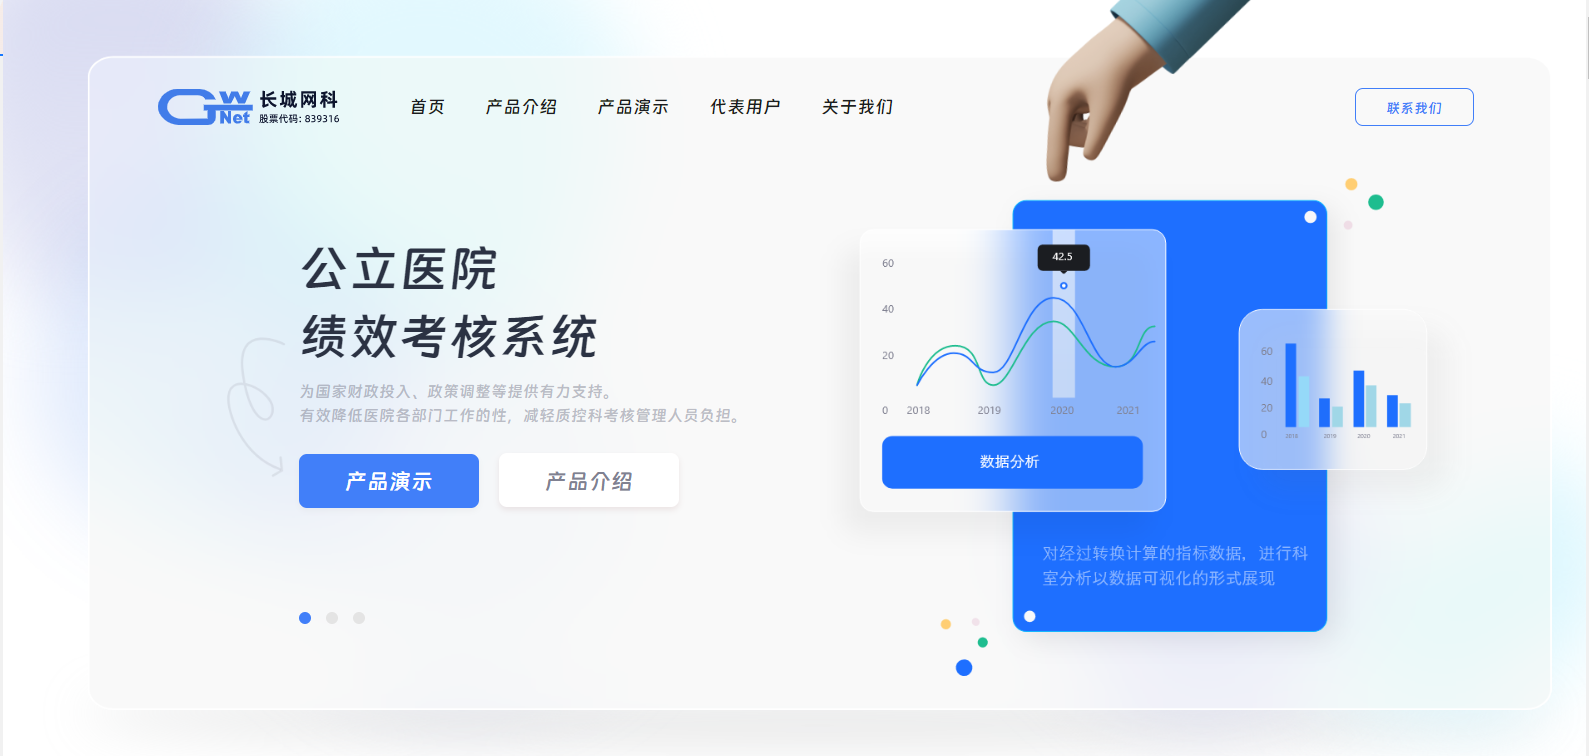 GW Net
长城网科
股票代码: 839316
首页
产品介绍
产品演示
代表用户
关于我们
联系我们
公立医院
绩效考核系统
为国家财政投入、政策调整等提供有力支持。
有效降低医院各部门工作的性，减轻质控科考核管理人员负担。
产品演示
产品介绍
42.5
60
40
20
0
2018
2019
2020
2021
数据分析
60
40
20
0
2018
2019
2020
2021
对经过转换计算的指标数据，进行科
室分析以数据可视化的形式展现